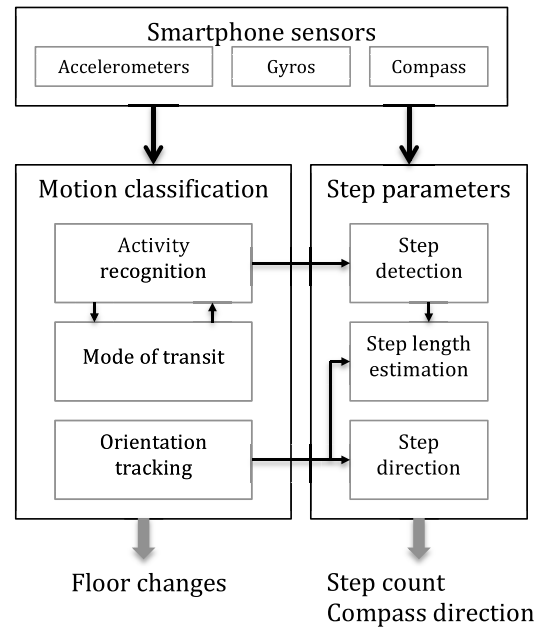 Smartphone sensors
Accelerometers
Gyros
Compass
Motion classification
Activity
recognition
Mode of transit
Orientation
tracking
Step parameters
Step
detection
Step length
estimation
Step
direction
Floor changes
Step count
Compass direction